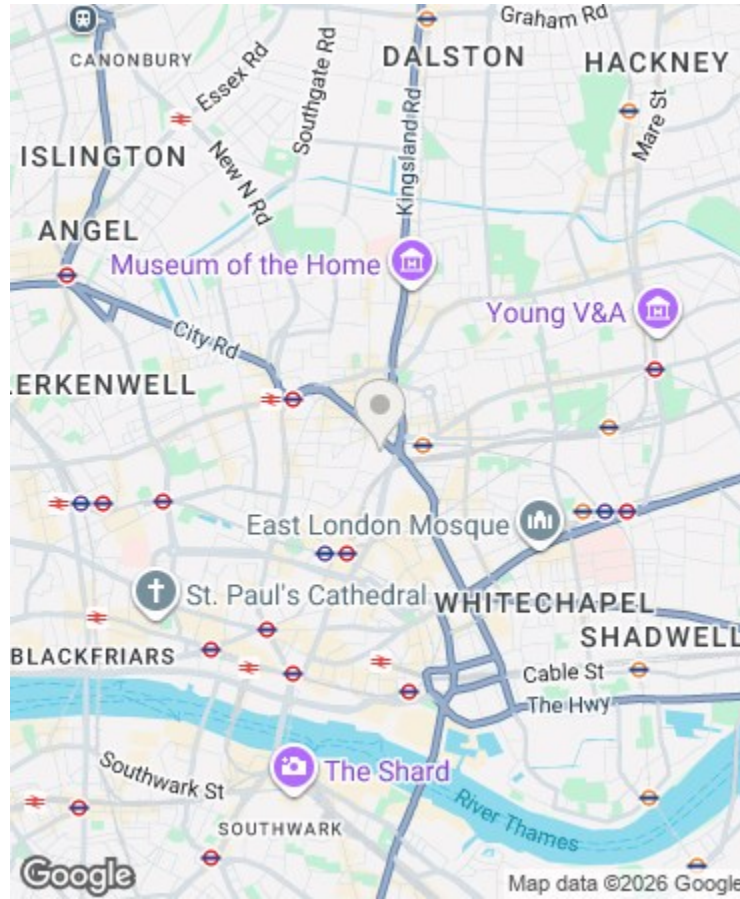 Graham Rd
DALSTON
CANONBURY
HACKNEY
Essex Rd
Southgate Rd
Kingsland Rd
Mare St
ISLINGTON
New N Rd
ANGEL
Museum of the Home
Young V&A
City Rd
LERKENWELL
East London Mosque
St. Paul's Cathedral
WHITECHAPEL
SHADWELL
BLACKFRIARS
Cable St
The Hwy
The Shard
Southwark St
River Thames
SOUTHWARK
Google
Map data ©2026 Google